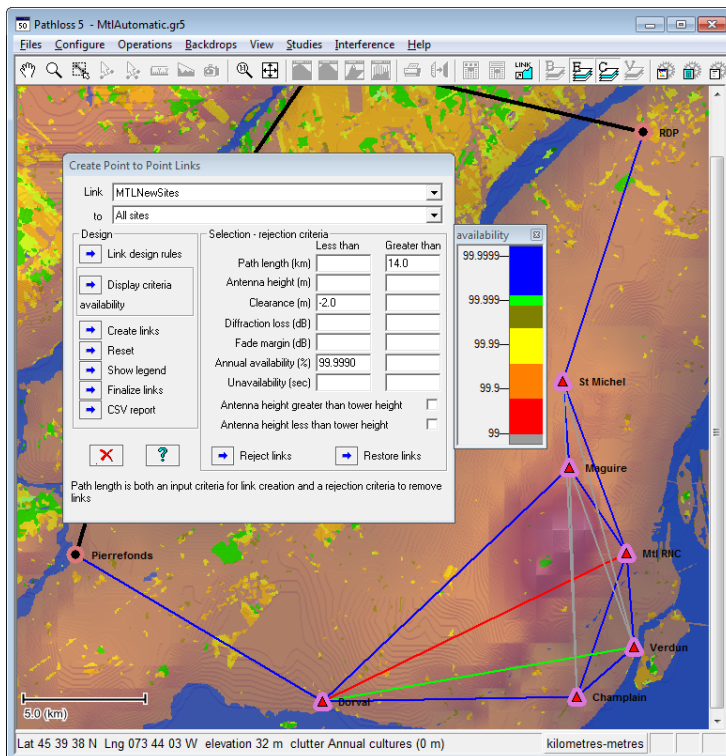 Pathloss 5 - MtlAutomatic.gr5
Files Configure Operations Backdrops View Studies Interference Help
LINK
B E C V
RDP
Create Point to Point Links
Link MTLNewSites
to All sites
Design
Link design rules
Display criteria
availability
Create links
Reset
Show legend
Finalize links
CSV report
Selection - rejection criteria
Less than Greater than
Path length (km) 14.0
Antenna height (m)
Clearance (m) -2.0
Diffraction loss (dB)
Fade margin (dB)
Annual availability (%) 99.9990
Unavailability (sec)
Antenna height greater than tower height
Antenna height less than tower height
Reject links Restore links
?
Path length is both an input criteria for link creation and a rejection criteria to remove
links
availability
99.9999
99.999
99.99
99.9
99
St Michel
Maguire
Mtl RNC
Pierrefonds
Verdun
Dorval
Champlain
5.0 (km)
Lat 45 39 38 N Lng 073 44 03 W elevation 32 m clutter Annual cultures (0 m) kilometres-metres